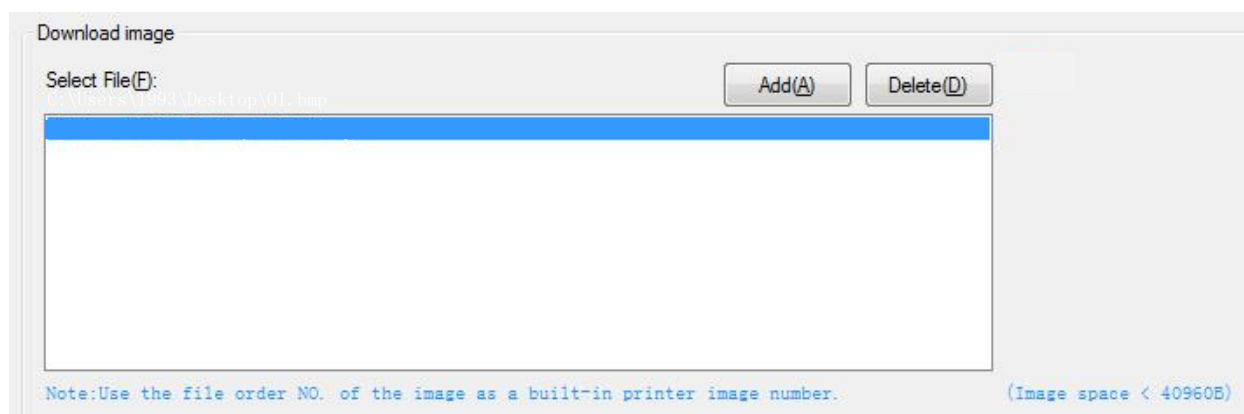 Download image
Select File(F):
Add(A)
Delete(D)
C:\Users\1993\Desktop\01.bmp
Note:Use the file order NO. of the image as a built-in printer image number.
(Image space < 40960B)